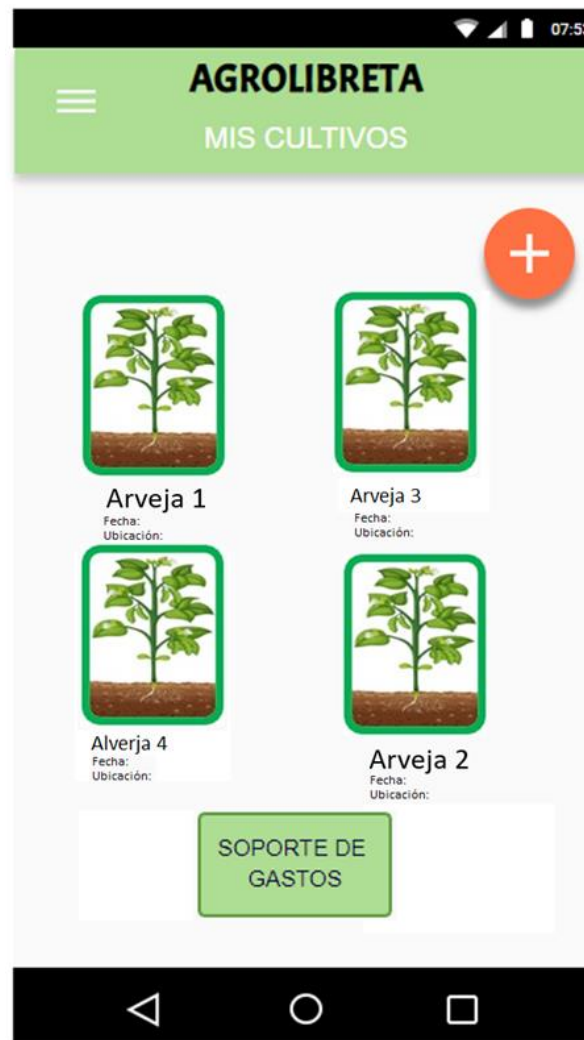 07:53
AGROLIBRETA
MIS CULTIVOS
Arveja 1
Fecha:
Ubicación:
Arveja 3
Fecha:
Ubicación:
Alverja 4
Fecha:
Ubicación:
Arveja 2
Fecha:
Ubicación:
SOPORTE DE
GASTOS